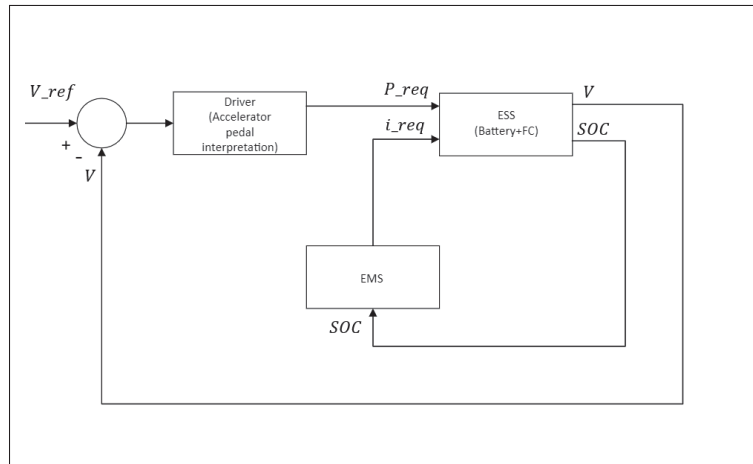 V_ref
+
-
V
Driver
(Accelerator
pedal
interpretation)
P_req
i_req
ESS
(Battery+FC)
V
SOC
EMS
SOC